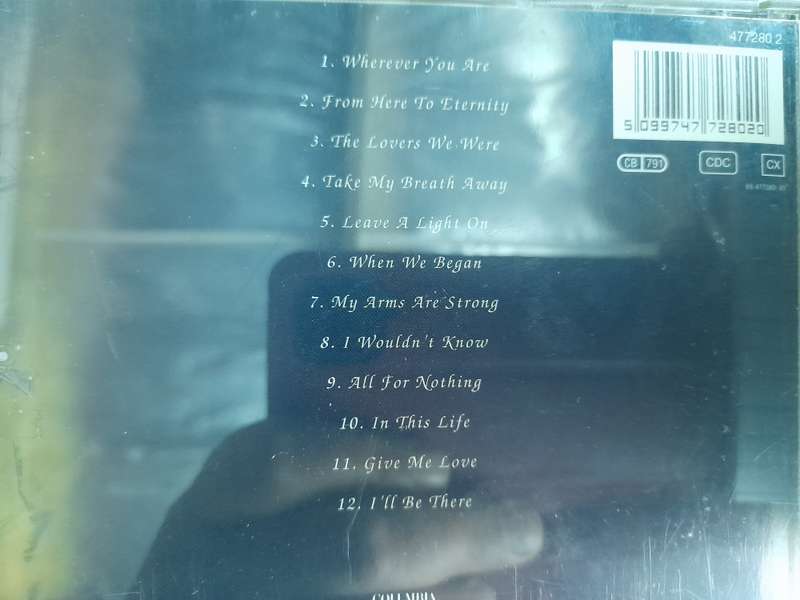 477280 2
1. Wherever You Are
2. From Here To Eternity
3. The Lovers We Were
4. Take My Breath Away
5. Leave A Light On
6. When We Began
7. My Arms Are Strong
8. I Wouldn't Know
9. All For Nothing
10. In This Life
11. Give Me Love
12. I'll Be There
5 099747 728020
CB 791
CDC
CX
COLUMBIA